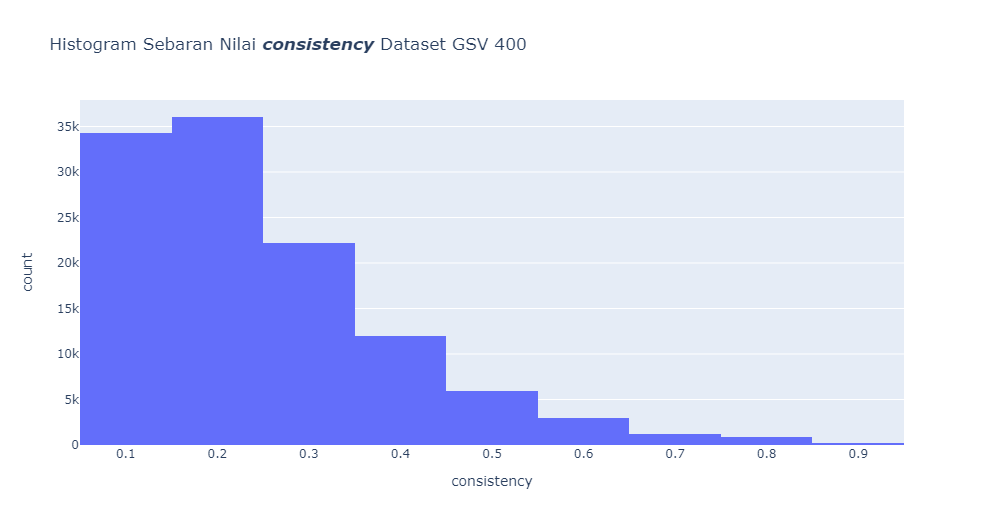 Histogram Sebaran Nilai consistency Dataset GSV 400
35k
30k
25k
20k
15k
10k
5k
0
count
0.1 0.2 0.3 0.4 0.5 0.6 0.7 0.8 0.9
consistency